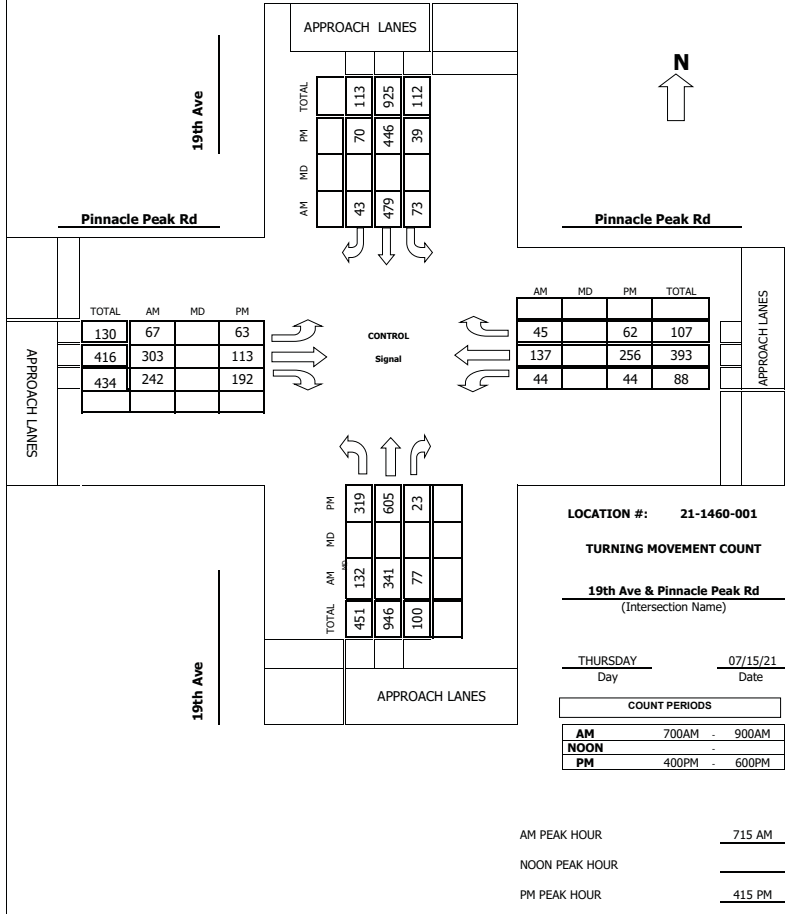 APPROACH LANES
N
19th Ave
TOTAL 113 925 112
PM 70 446 39
MD
AM 43 479 73
Pinnacle Peak Rd
Pinnacle Peak Rd
TOTAL AM MD PM
130 67 63
416 303 113
434 242 192
APPROACH LANES
CONTROL
Signal
AM MD PM TOTAL
45 62 107
137 256 393
44 44 88
APPROACH LANES
PM 319 605 23
MD
MD
AM 132 341 77
TOTAL 451 946 100
APPROACH LANES
19th Ave
LOCATION #: 21-1460-001
TURNING MOVEMENT COUNT
19th Ave & Pinnacle Peak Rd
(Intersection Name)
THURSDAY 07/15/21
Day Date
COUNT PERIODS
AM 700AM - 900AM
NOON -
PM 400PM - 600PM
AM PEAK HOUR 715 AM
NOON PEAK HOUR
PM PEAK HOUR 415 PM